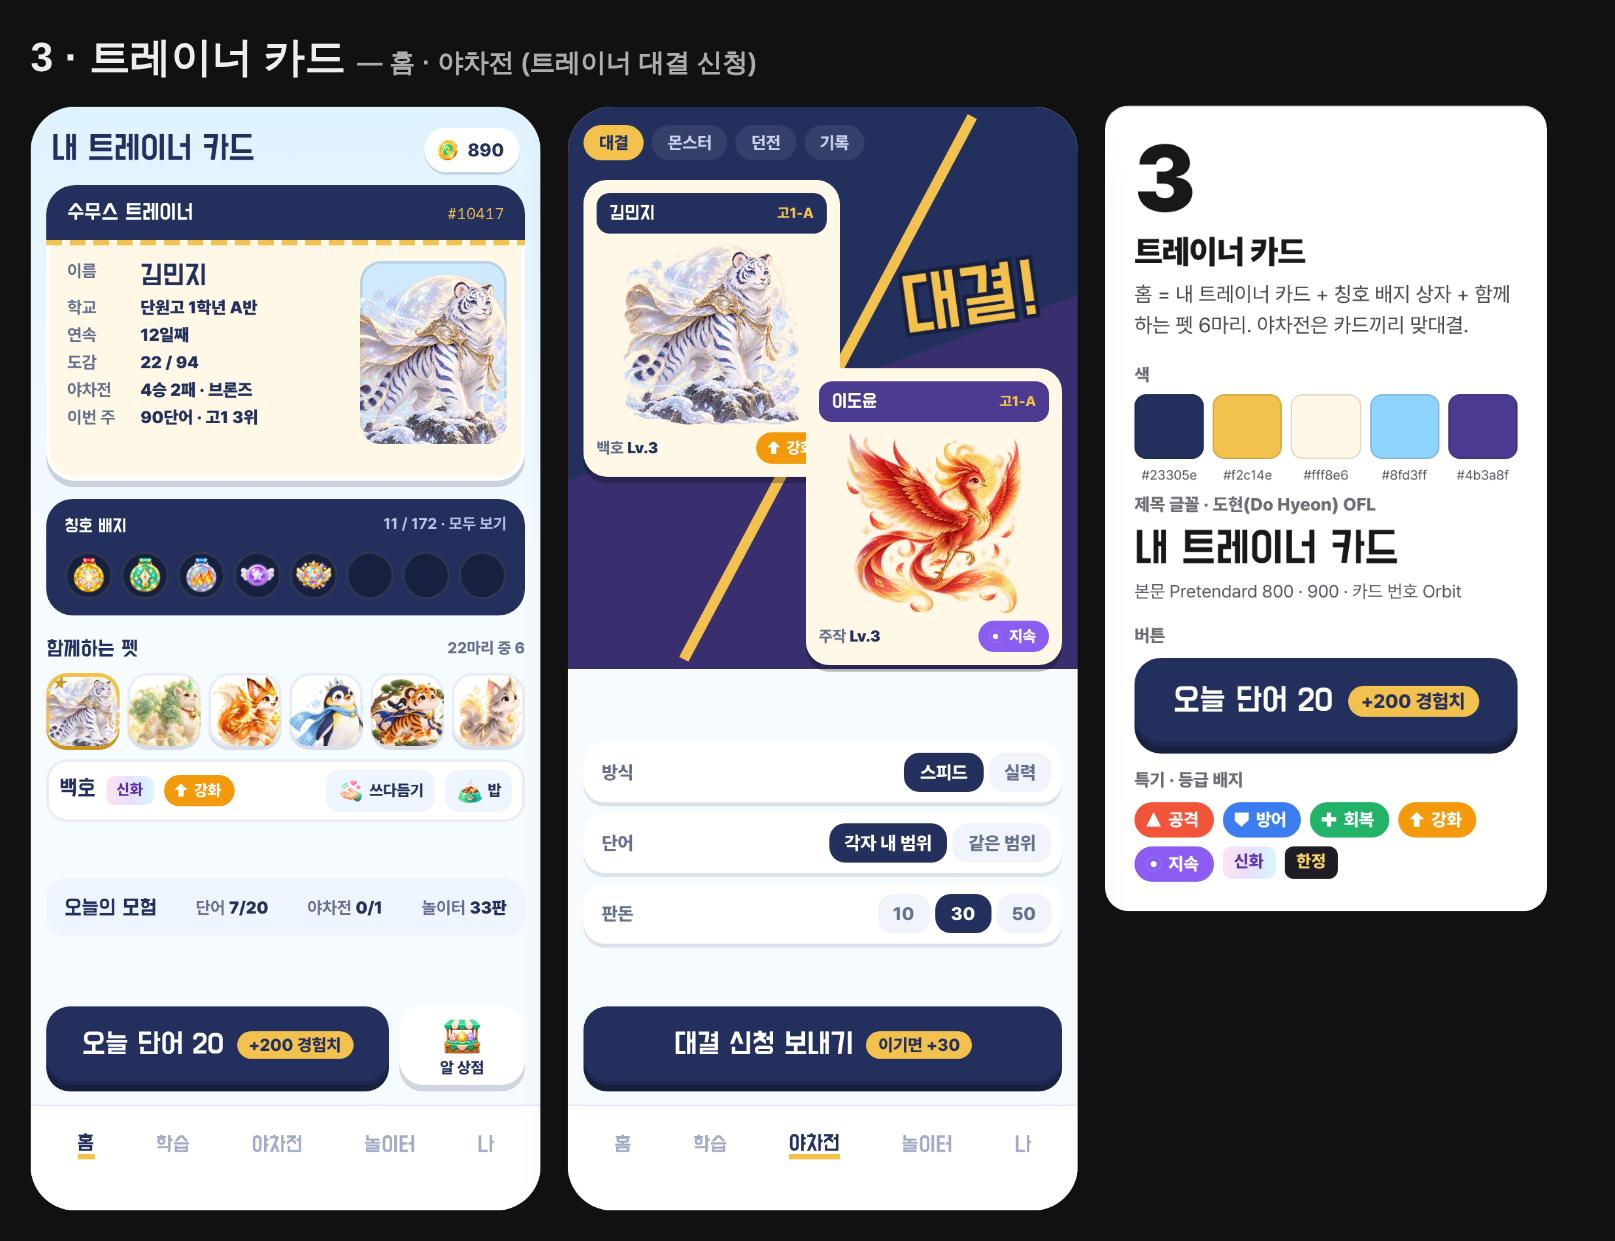 3 · 트레이너 카드 — 홈 · 야차전 (트레이너 대결 신청)
내 트레이너 카드
890
수무스 트레이너
#10417
이름 김민지
학교 단원고 1학년 A반
연속 12일째
도감 22 / 94
야차전 4승 2패 · 브론즈
이번 주 90단어 · 고1 3위
칭호 배지
11 / 172 · 모두 보기
함께하는 펫
22마리 중 6
백호 신화 강화 쓰다듬기 밥
오늘의 모험 단어 7/20 야차전 0/1 놀이터 33판
오늘 단어 20 +200 경험치
알 상점
홈 학습 야차전 놀이터 나
대결 몬스터 던전 기록
김민지 고1-A
대결!
백호 Lv.3
이도윤 고1-A
주작 Lv.3 지속
방식 스피드 실력
단어 각자 내 범위 같은 범위
판돈 10 30 50
대결 신청 보내기 이기면 +30
홈 학습 야차전 놀이터 나
3
트레이너 카드
홈 = 내 트레이너 카드 + 칭호 배지 상자 + 함께
하는 펫 6마리. 야차전은 카드끼리 맞대결.
색
#23305e #f2c14e #fff8e6 #8fd3ff #4b3a8f
제목 글꼴 · 도현(Do Hyeon) OFL
내 트레이너 카드
본문 Pretendard 800 · 900 · 카드 번호 Orbit
버튼
오늘 단어 20 +200 경험치
특기 · 등급 배지
공격 방어 회복 강화
지속 신화 한정